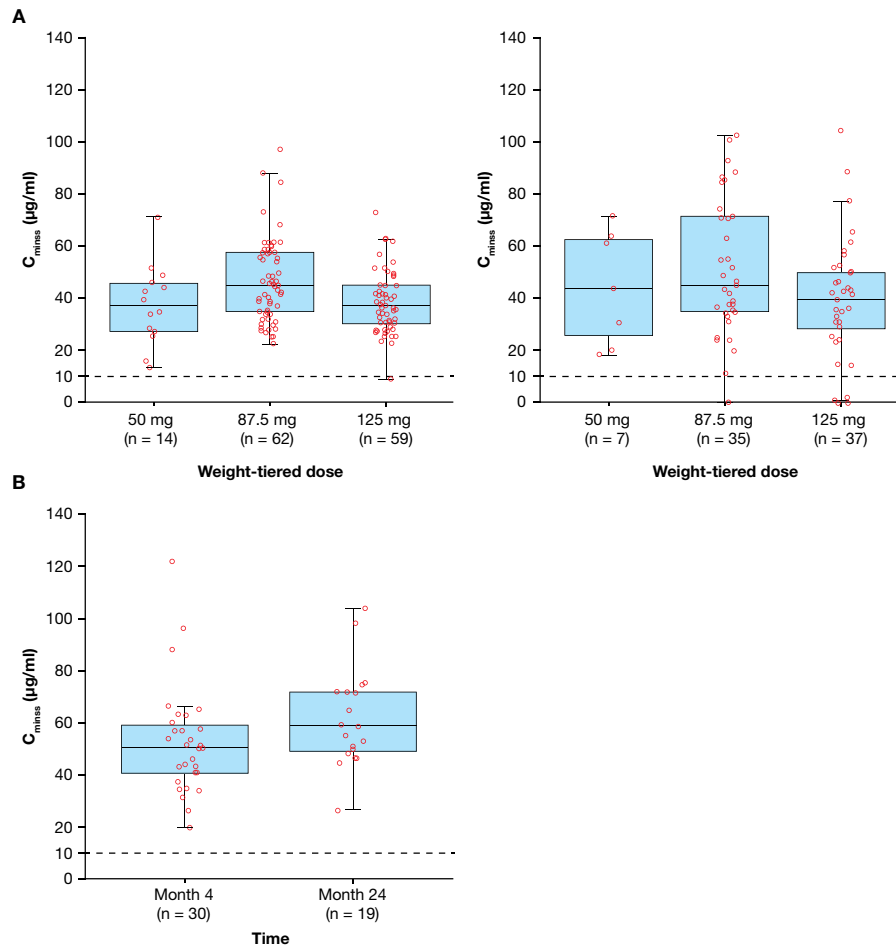 A
C minss (µg/ml)
140
120
100
80
60
40
20
10
0
50 mg
(n = 14)
87.5 mg
(n = 62)
125 mg
(n = 59)
Weight-tiered dose
C minss (µg/ml)
140
120
100
80
60
40
20
10
0
50 mg
(n = 7)
87.5 mg
(n = 35)
125 mg
(n = 37)
Weight-tiered dose
B
C minss (µg/ml)
140
120
100
80
60
40
20
10
0
Month 4
(n = 30)
Month 24
(n = 19)
Time